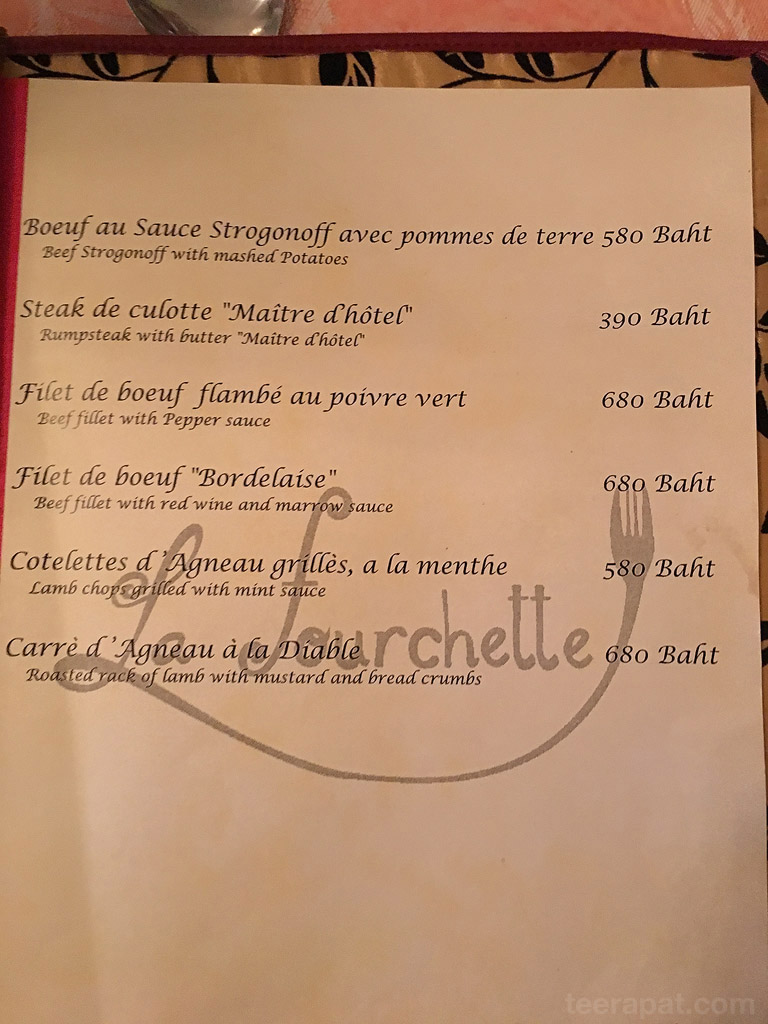 Boeuf au Sauce Strogonoff avec pommes de terre 580 Baht
Beef Strogonoff with mashed Potatoes
Steak de culotte "Maître d'hôtel" 390 Baht
Rumpsteak with butter "Maître d'hôtel"
Filet de boeuf flambé au poivre vert 680 Baht
Beef fillet with Pepper sauce
Filet de boeuf "Bordelaise" 680 Baht
Beef fillet with red wine and marrow sauce
Cotelettes d'Agneau grillès, a la menthe 580 Baht
Lamb chops grilled with mint sauce
Carrè d'Agneau à la Diable 680 Baht
Roasted rack of lamb with mustard and bread crumbs
La fourchette
teerapat.com